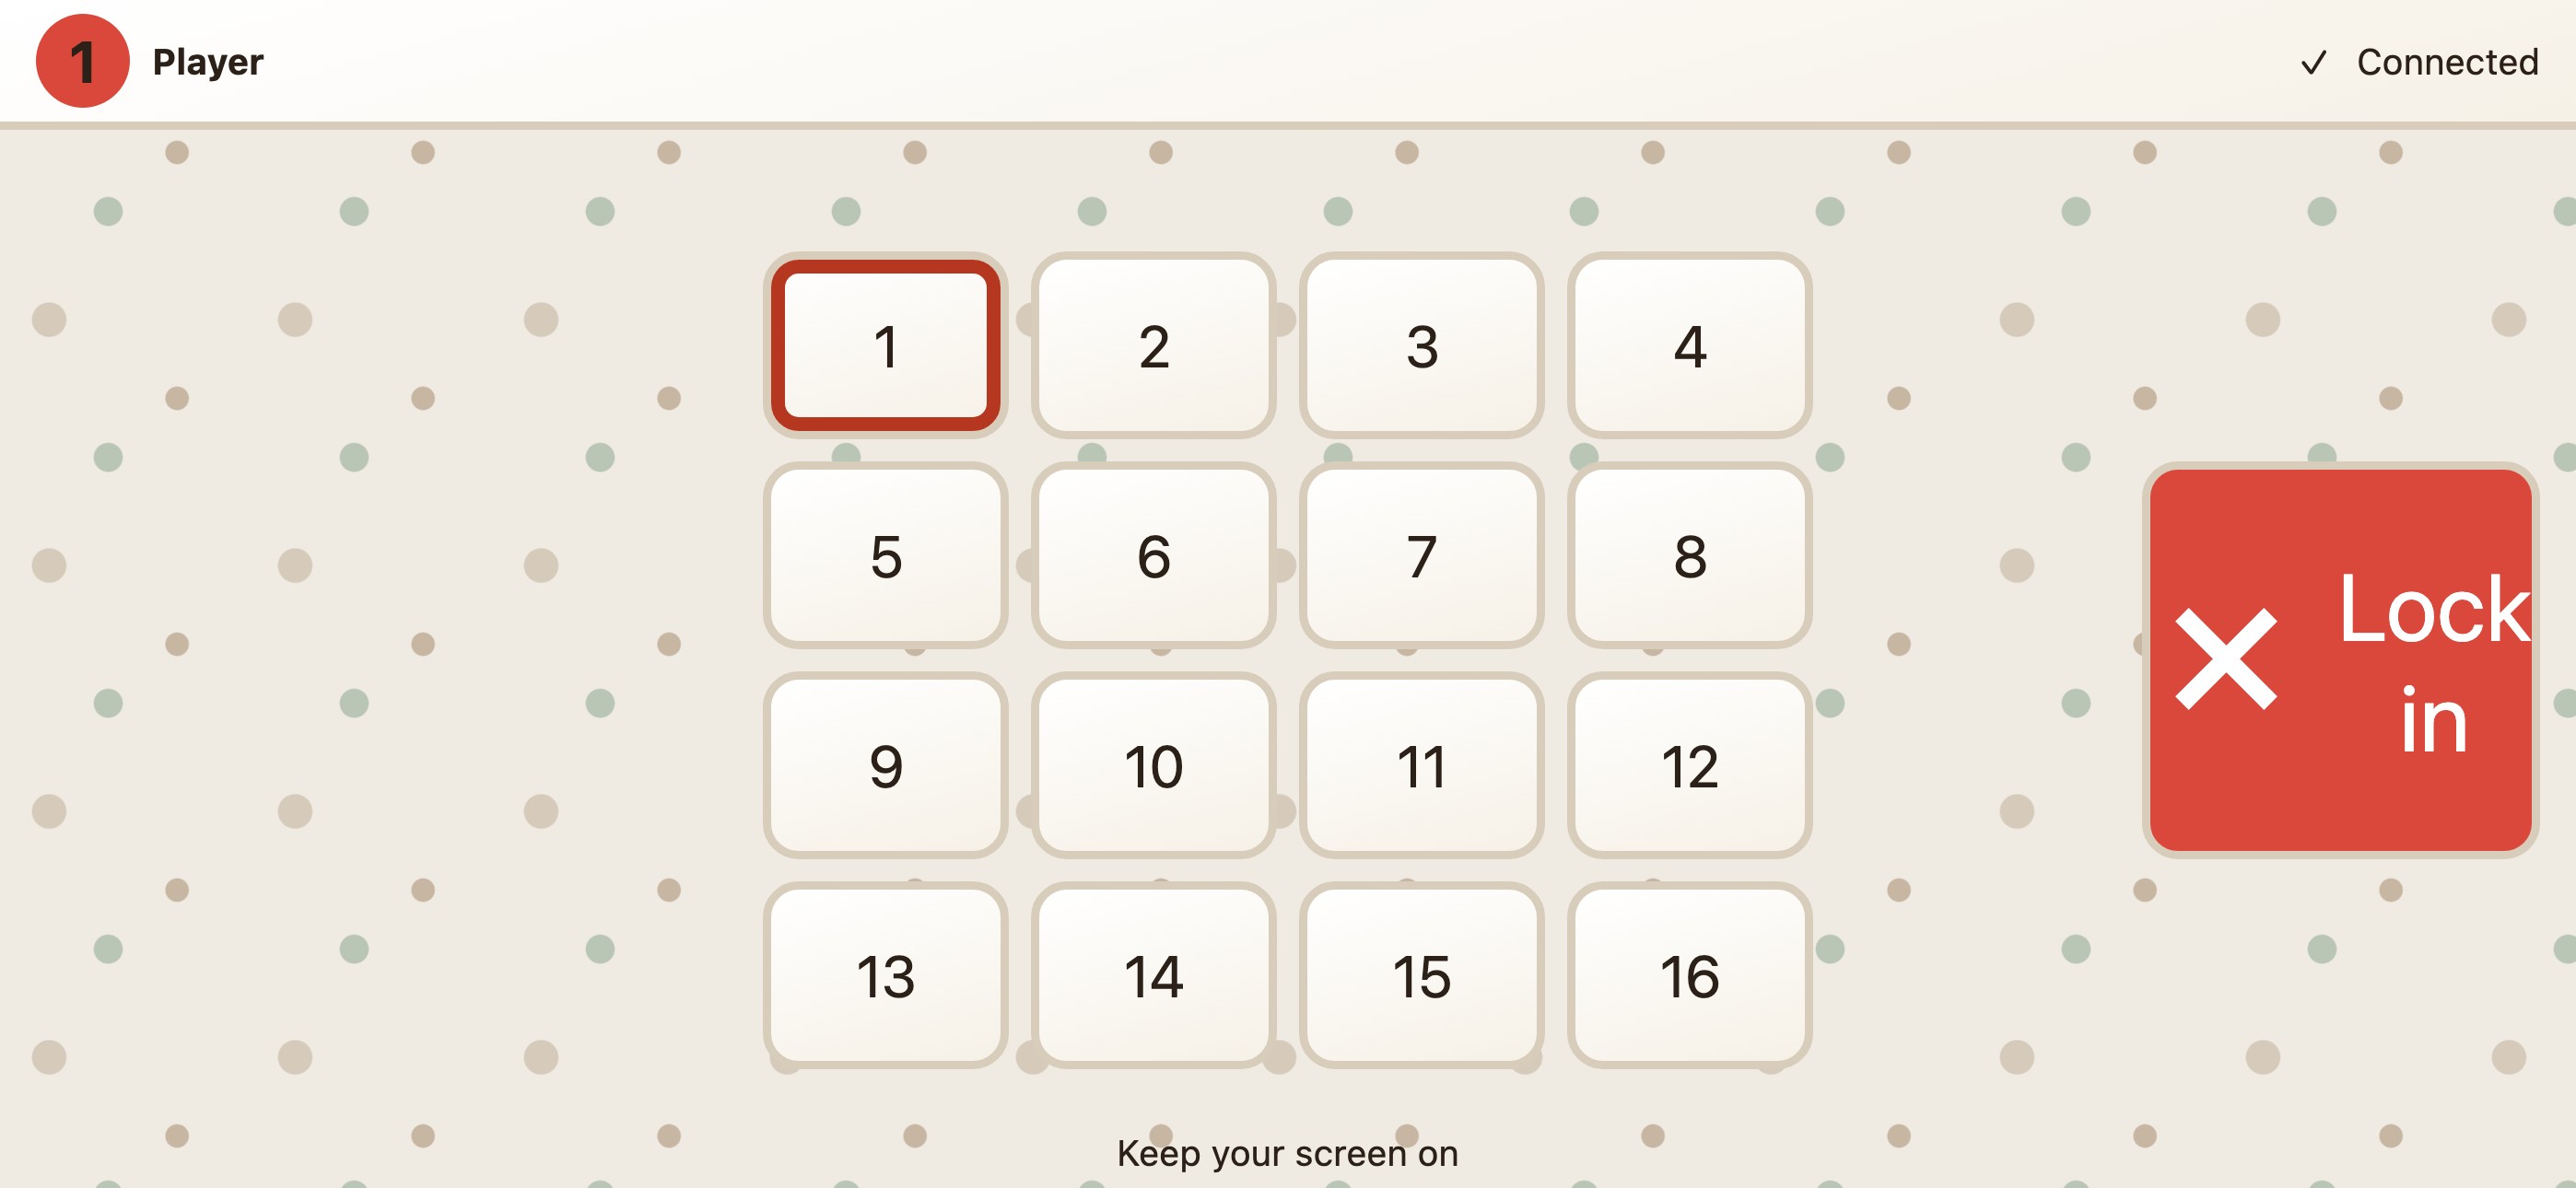 1 Player
✓ Connected
1 2 3 4
5 6 7 8
9 10 11 12
13 14 15 16
✕ Lock
in
Keep your screen on